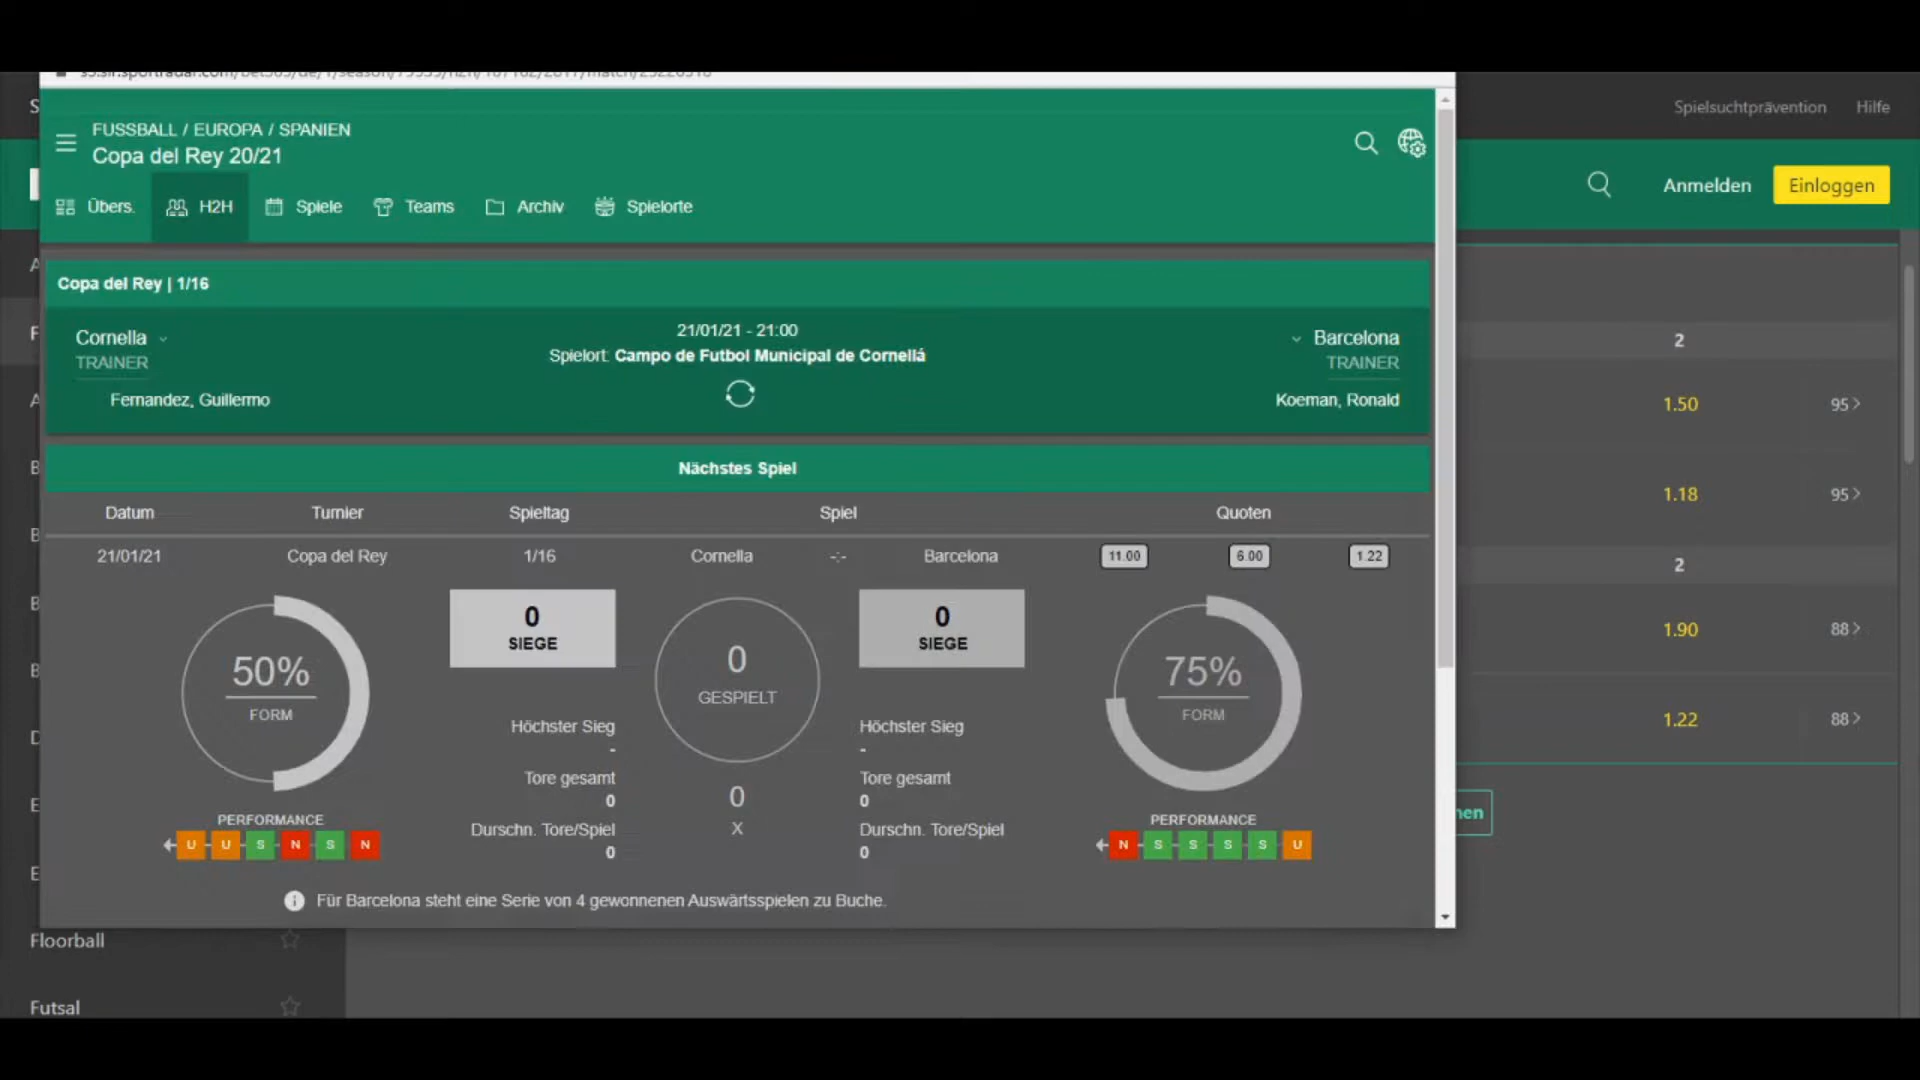 Spielsuchtprävention Hilfe
FUSSBALL / EUROPA / SPANIEN
Copa del Rey 20/21
Anmelden Einloggen
Übers. H2H Spiele Teams Archiv Spielorte
Copa del Rey | 1/16
21/01/21 - 21:00
Cornella Barcelona
TRAINER TRAINER
Spielort: Campo de Futbol Municipal de Cornellá
Fernandez, Guillermo Koeman, Ronald
Nächstes Spiel
Datum Turnier Spieltag Spiel Quoten
21/01/21 Copa del Rey 1/16 Cornella -:- Barcelona 11.00 6.00 1.22
50%
FORM
0
SIEGE
0
GESPIELT
0
SIEGE
75%
FORM
Höchster Sieg
-
Tore gesamt
0
Durschn. Tore/Spiel
0
0
X
Höchster Sieg
-
Tore gesamt
0
Durschn. Tore/Spiel
0
PERFORMANCE
U U S N S N
PERFORMANCE
N S S S S U
Für Barcelona steht eine Serie von 4 gewonnenen Auswärtsspielen zu Buche.
2
1.50 95
1.18 95
2
1.90 88
1.22 88
Floorball
Futsal